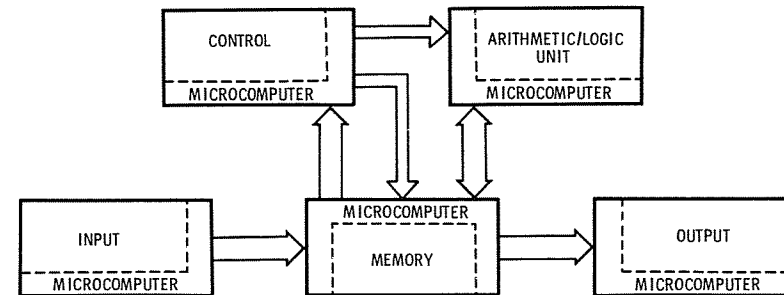 CONTROL
MICROCOMPUTER
ARITHMETIC/LOGIC
UNIT
MICROCOMPUTER
INPUT
MICROCOMPUTER
MICROCOMPUTER
MEMORY
OUTPUT
MICROCOMPUTER